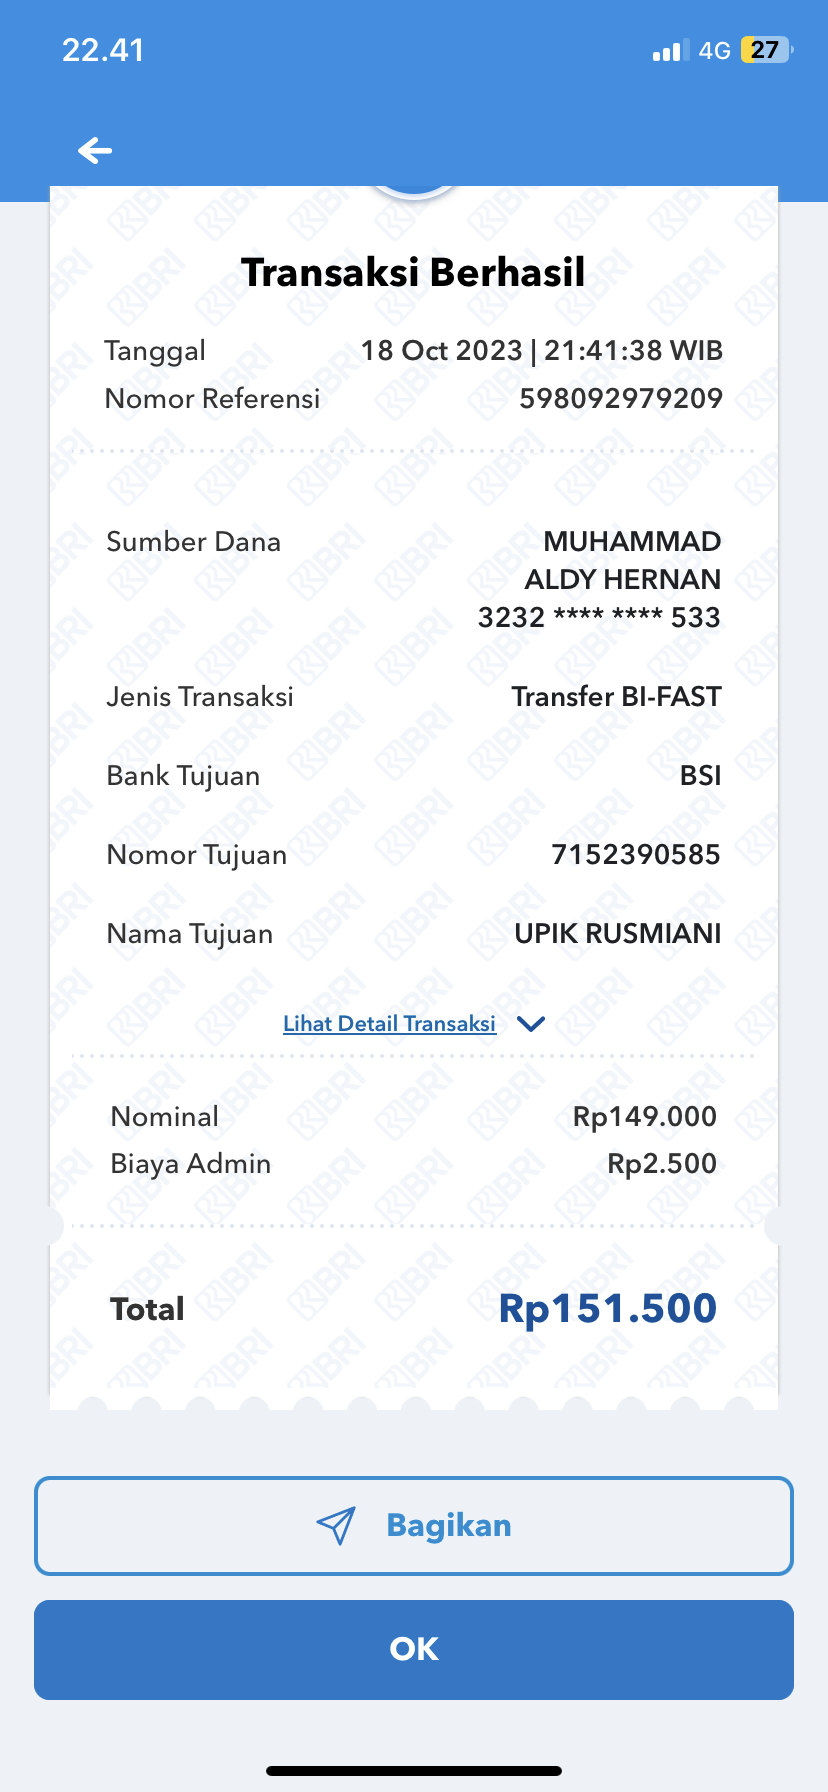 22.41
4G 27
Transaksi Berhasil
Tanggal 18 Oct 2023 | 21:41:38 WIB
Nomor Referensi 598092979209
Sumber Dana MUHAMMAD
ALDY HERNAN
3232 **** **** 533
Jenis Transaksi Transfer BI-FAST
Bank Tujuan BSI
Nomor Tujuan 7152390585
Nama Tujuan UPIK RUSMIANI
Lihat Detail Transaksi
Nominal Rp149.000
Biaya Admin Rp2.500
Total Rp151.500
Bagikan
OK